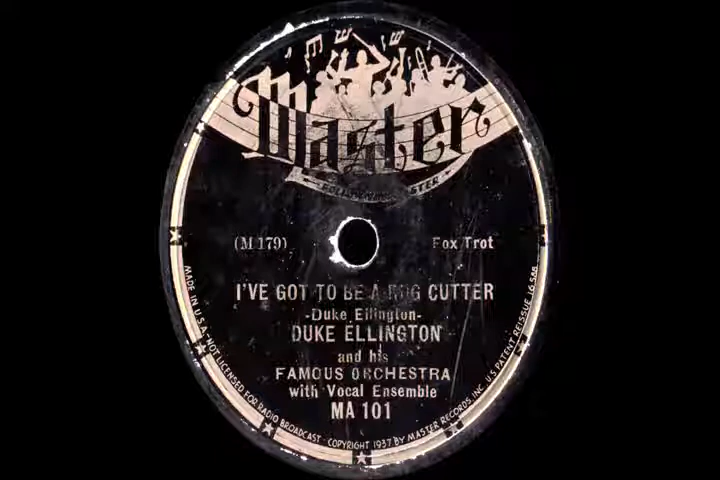 Master
(M 179)
Fox Trot
I'VE GOT TO BE A RUG CUTTER
-Duke Ellington-
DUKE ELLINGTON
and his
FAMOUS ORCHESTRA
with Vocal Ensemble
MA 101
MADE IN U.S.A. NOT LICENSED FOR RADIO BROADCAST - COPYRIGHT 1937 BY MASTER RECORDS, INC. U.S. PATENT REISSUE 16588